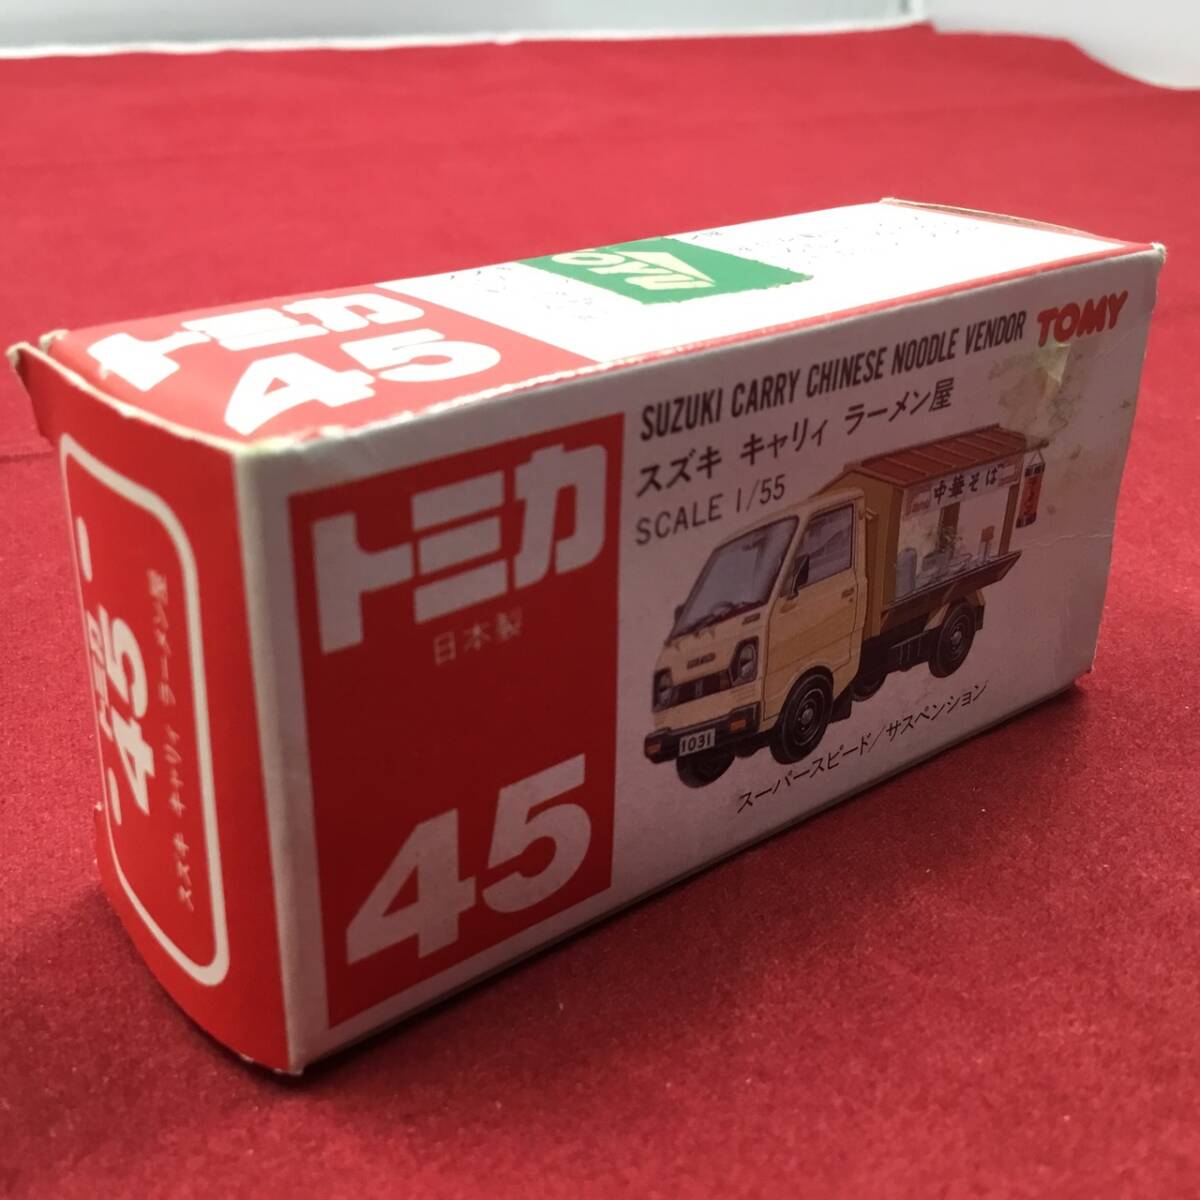 トミカ
45
SUZUKI CARRY CHINESE NOODLE VENDOR TOMY
スズキ キャリィ ラーメン屋
SCALE 1/55
トミカ
日本製
45
中華そば
1031
スーパースピード/サスペンション
トミカ
45
スズキ キャリィ ラーメン屋